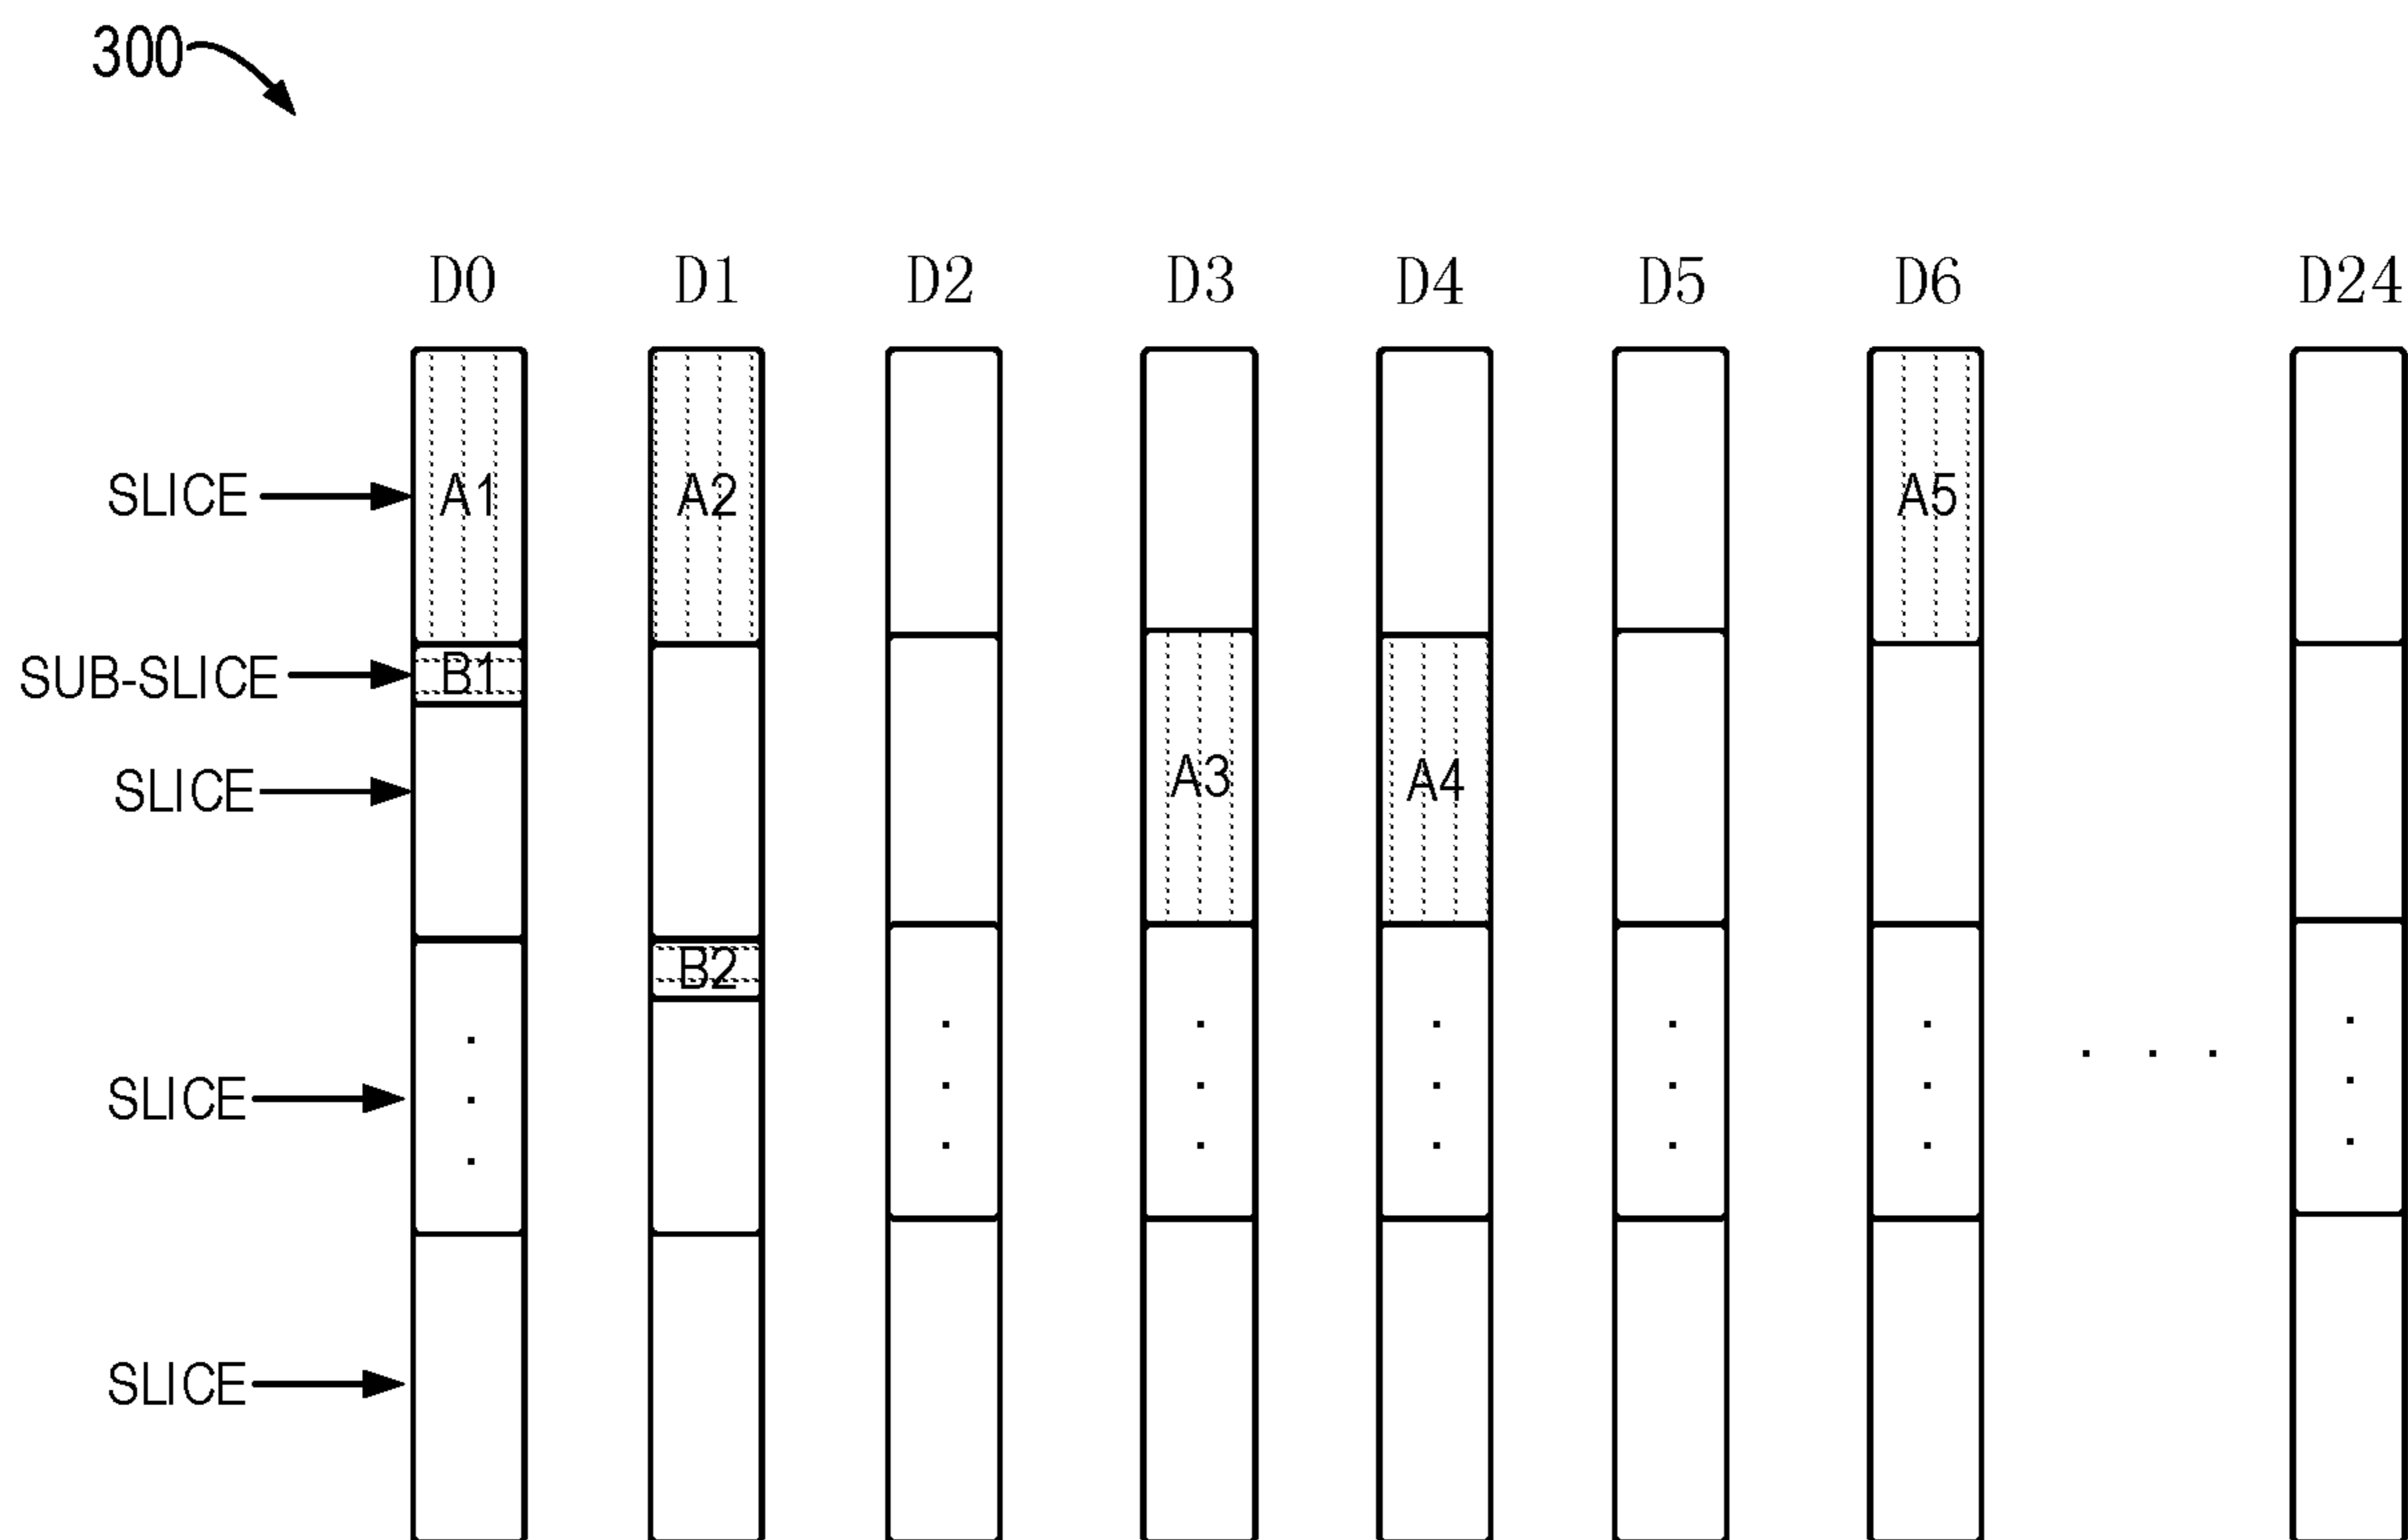 300
D0 D1 D2 D3 D4 D5 D6 D24
SLICE A1 A2 A5
SUB-SLICE B1
SLICE A3 A4
B2
SLICE
SLICE